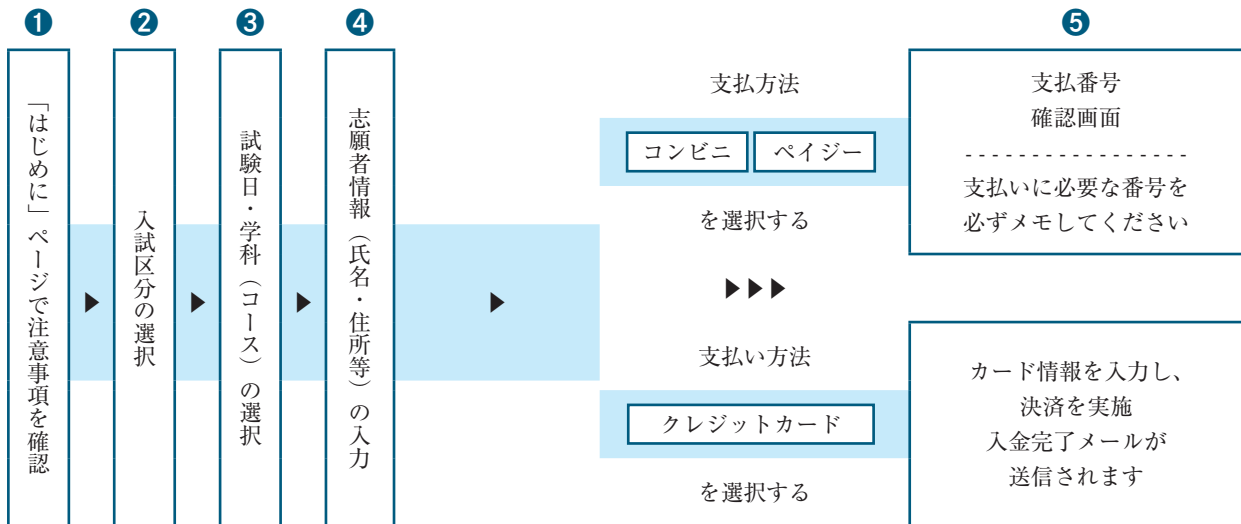 ❶
「はじめに」ページで注意事項を確認
❷
入試区分の選択
❸
試験日・学科（コース）の選択
❹
志願者情報（氏名・住所等）の入力
支払方法
コンビニ
ペイジー
を選択する
支払い方法
クレジットカード
を選択する
❺
支払番号
確認画面
支払いに必要な番号を
必ずメモしてください
カード情報を入力し、
決済を実施
入金完了メールが
送信されます